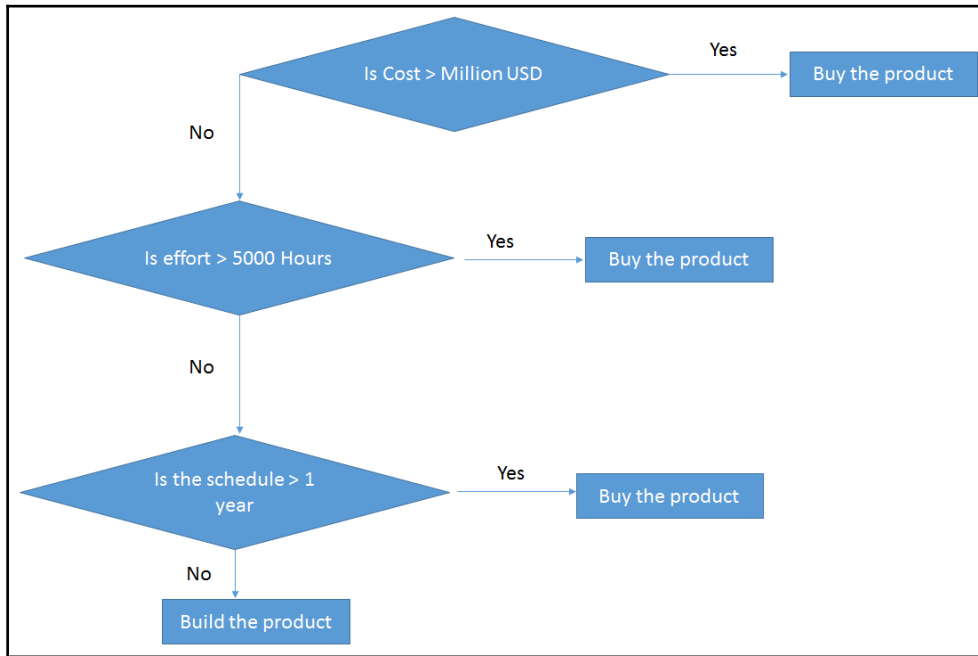 Is Cost > Million USD
Yes
Buy the product
No
Is effort > 5000 Hours
Yes
Buy the product
No
Is the schedule > 1
year
Yes
Buy the product
No
Build the product